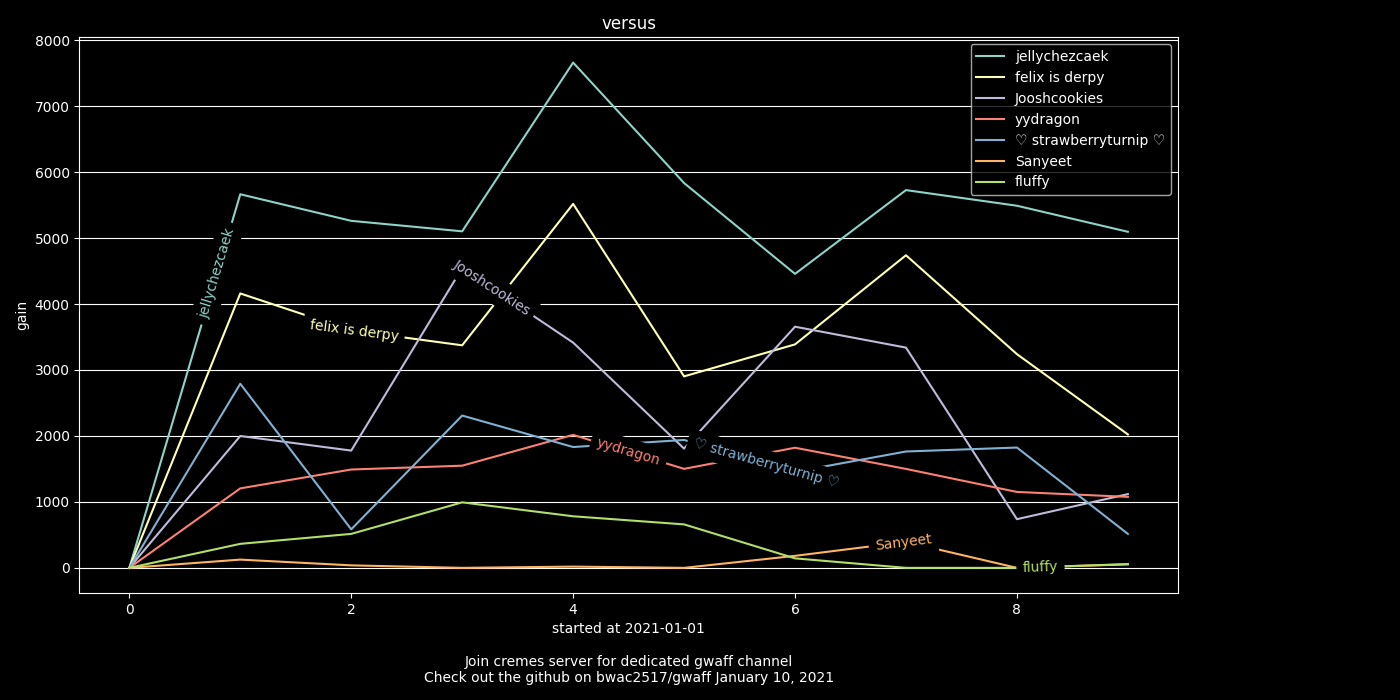 versus
8000
7000
6000
5000
4000
3000
2000
1000
0
gain
jellychezcaek
felix is derpy
Jooshcookies
yydragon
♡ strawberryturnip ♡
Sanyeet
fluffy
jellychezcaek
felix is derpy
Jooshcookies
yydragon
♡ strawberryturnip ♡
Sanyeet
fluffy
0 2 4 6 8
started at 2021-01-01
Join cremes server for dedicated gwaff channel
Check out the github on bwac2517/gwaff January 10, 2021